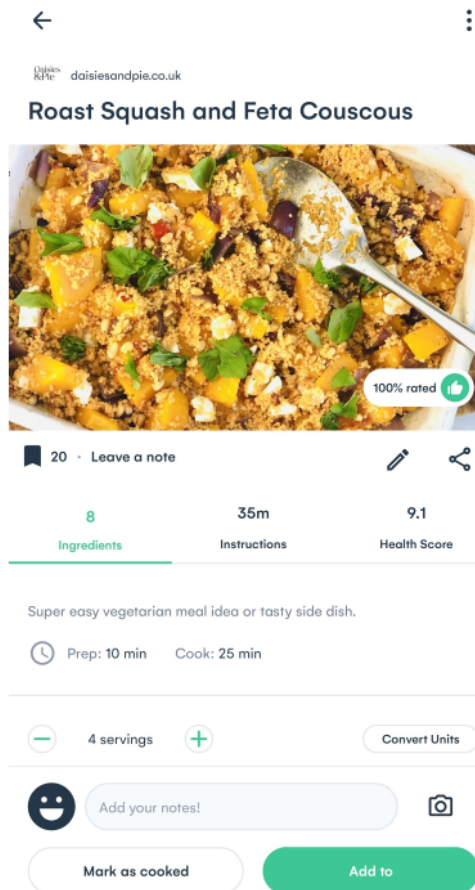 Daisies
&Pie
daisiesandpie.co.uk
Roast Squash and Feta Couscous
100% rated
20 · Leave a note
8 35m 9.1
Ingredients Instructions Health Score
Super easy vegetarian meal idea or tasty side dish.
Prep: 10 min Cook: 25 min
4 servings Convert Units
Add your notes!
Mark as cooked Add to